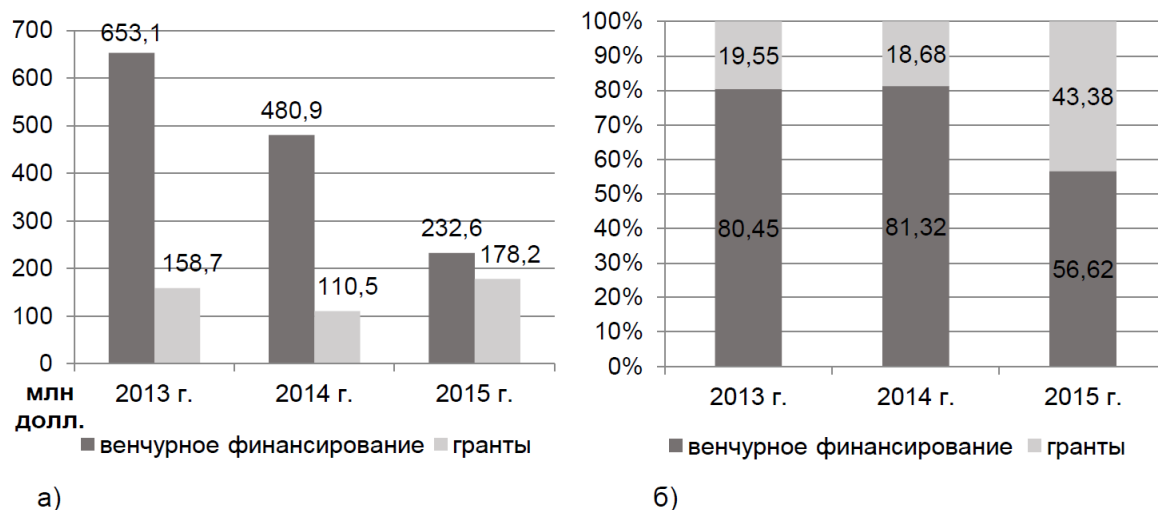 700
600
500
400
300
200
100
0
млн
долл.
653,1
158,7
480,9
110,5
232,6
178,2
2013 г.
2014 г.
2015 г.
венчурное финансирование
гранты
а)
100%
90%
80%
70%
60%
50%
40%
30%
20%
10%
0%
19,55
80,45
18,68
81,32
43,38
56,62
2013 г.
2014 г.
2015 г.
венчурное финансирование
гранты
б)